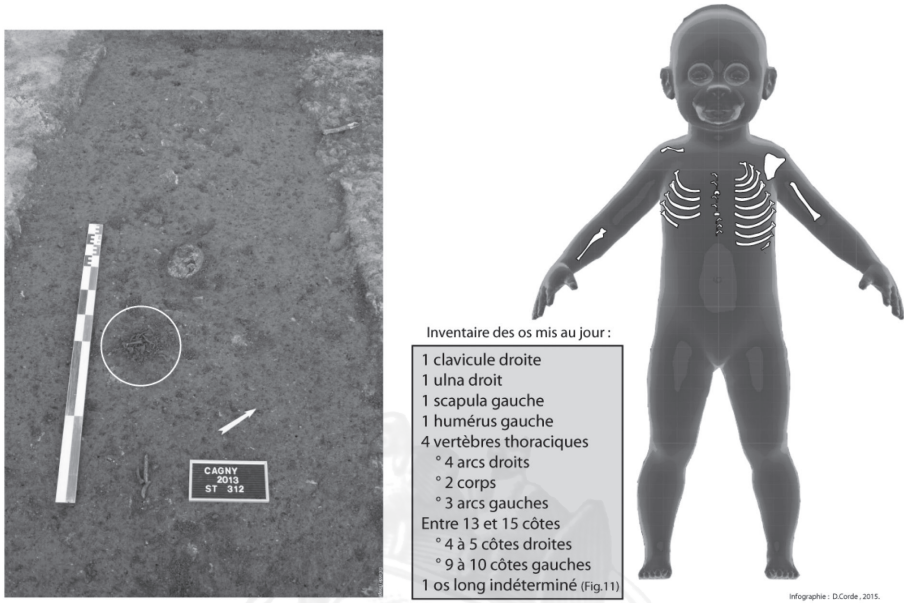 CAGNY
2013
ST 312
Inventaire des os mis au jour :
1 clavicule droite
1 ulna droit
1 scapula gauche
1 humérus gauche
4 vertèbres thoraciques
° 4 arcs droits
° 2 corps
° 3 arcs gauches
Entre 13 et 15 côtes
° 4 à 5 côtes droites
° 9 à 10 côtes gauches
1 os long indéterminé (Fig.11)
Infographie : D.Corde , 2015.